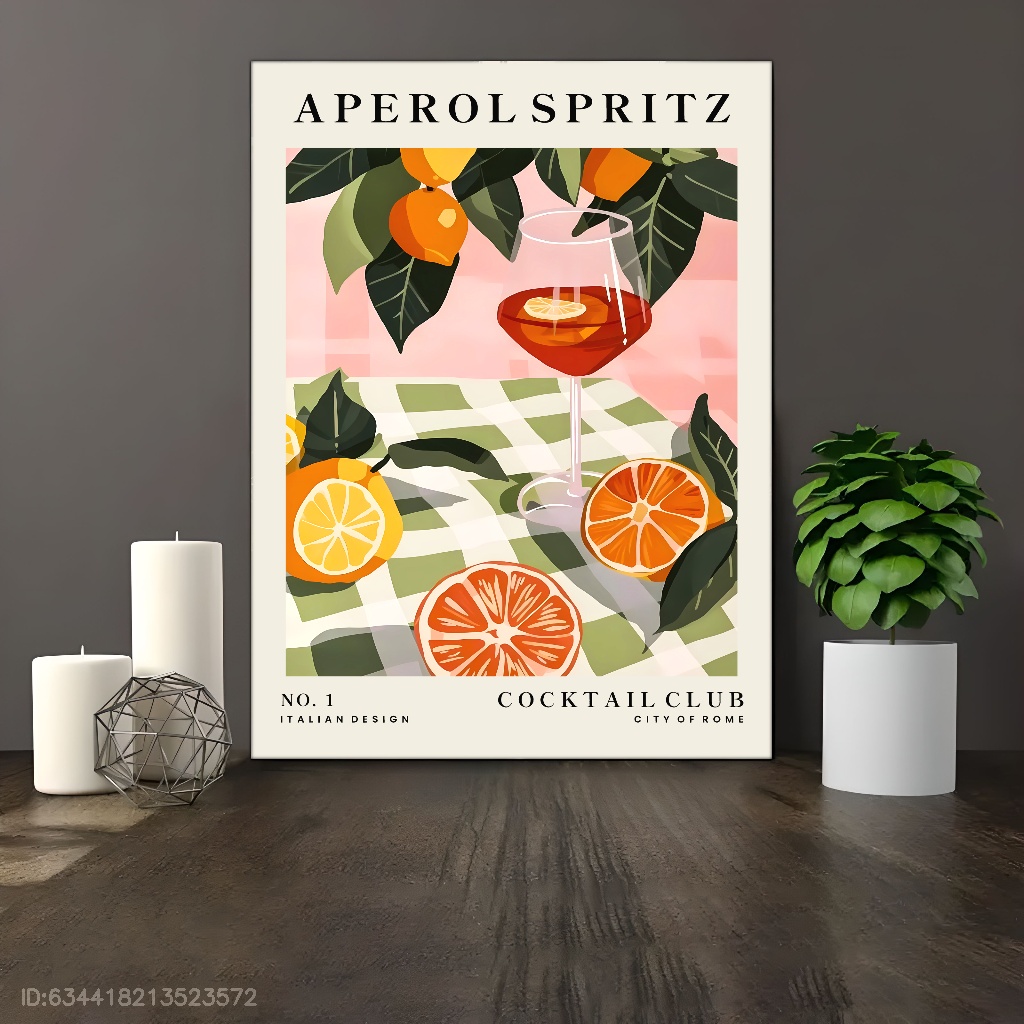 APEROL SPRITZ
NO. 1
COCKTAIL CLUB
ITALIAN DESIGN
CITY OF ROME
ID:634418213523572